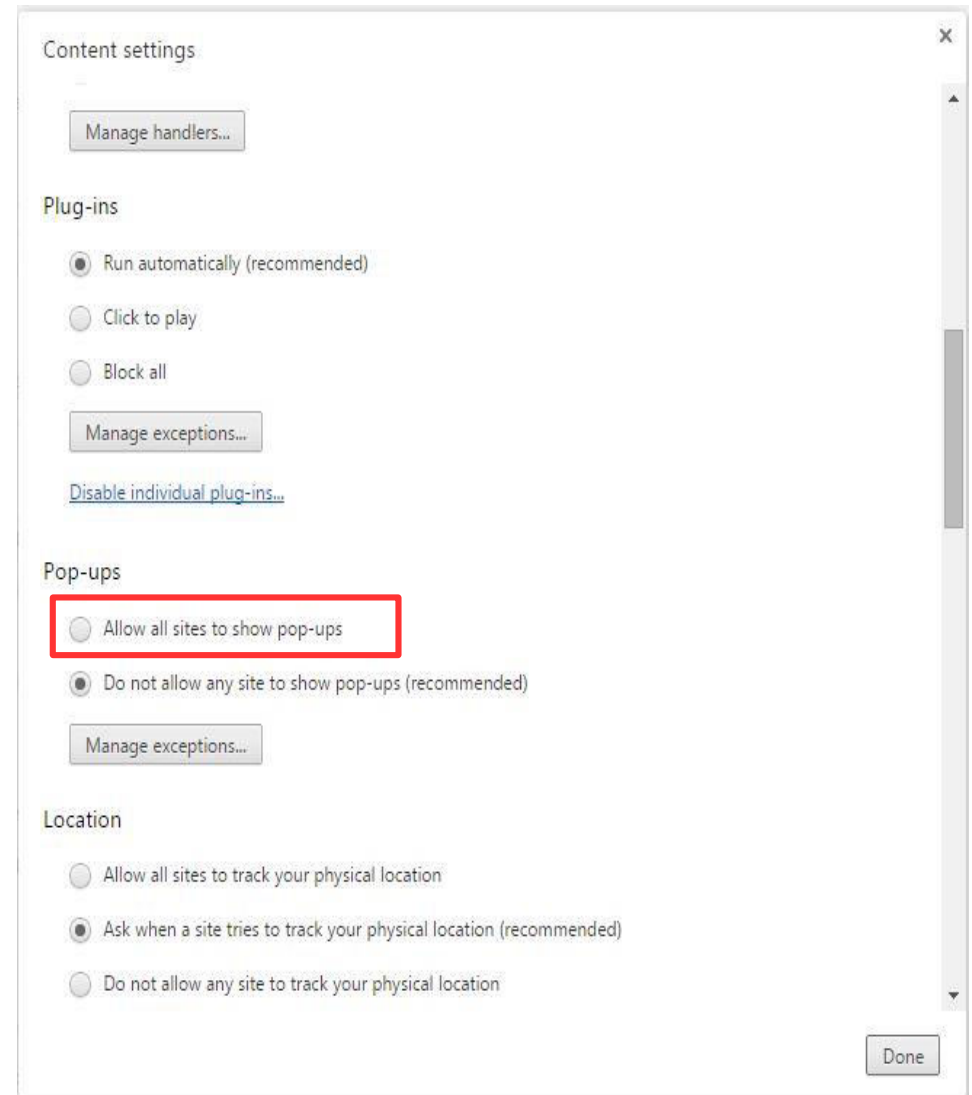 Content settings
Manage handlers...
Plug-ins
Run automatically (recommended)
Click to play
Block all
Manage exceptions...
Disable individual plug-ins...
Pop-ups
Allow all sites to show pop-ups
Do not allow any site to show pop-ups (recommended)
Manage exceptions...
Location
Allow all sites to track your physical location
Ask when a site tries to track your physical location (recommended)
Do not allow any site to track your physical location
Done